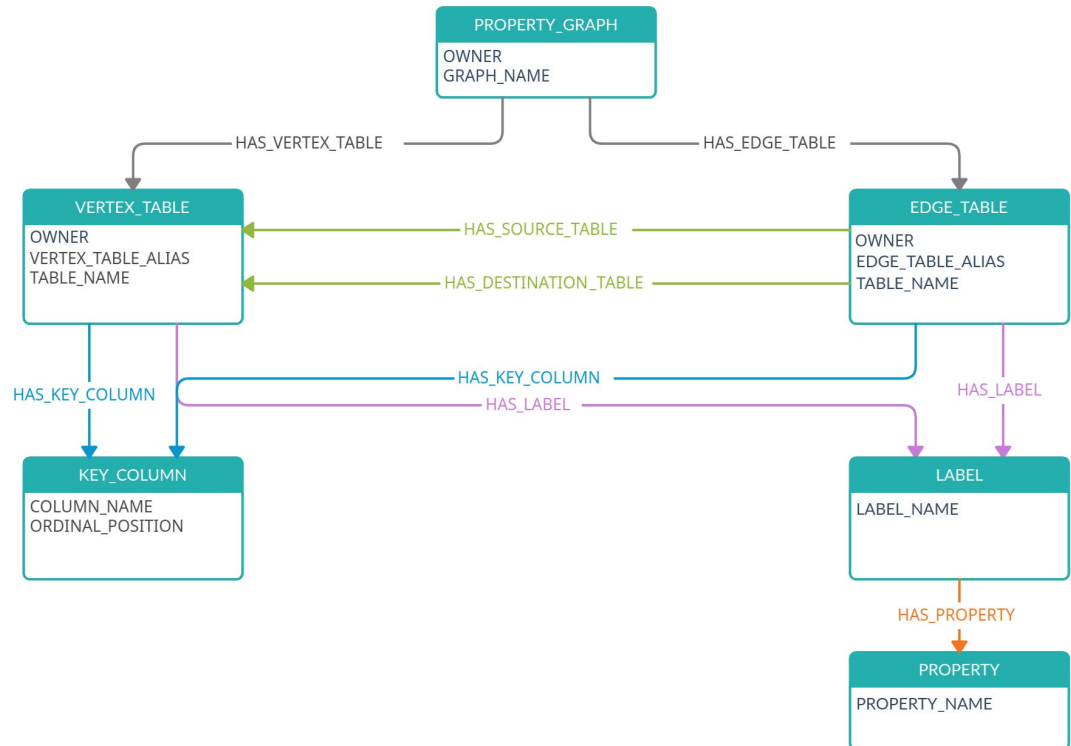 PROPERTY_GRAPH
OWNER
GRAPH_NAME
HAS_VERTEX_TABLE
HAS_EDGE_TABLE
VERTEX_TABLE
OWNER
VERTEX_TABLE_ALIAS
TABLE_NAME
HAS_SOURCE_TABLE
HAS_DESTINATION_TABLE
EDGE_TABLE
OWNER
EDGE_TABLE_ALIAS
TABLE_NAME
HAS_KEY_COLUMN
HAS_KEY_COLUMN
HAS_LABEL
HAS_LABEL
KEY_COLUMN
COLUMN_NAME
ORDINAL_POSITION
LABEL
LABEL_NAME
HAS_PROPERTY
PROPERTY
PROPERTY_NAME